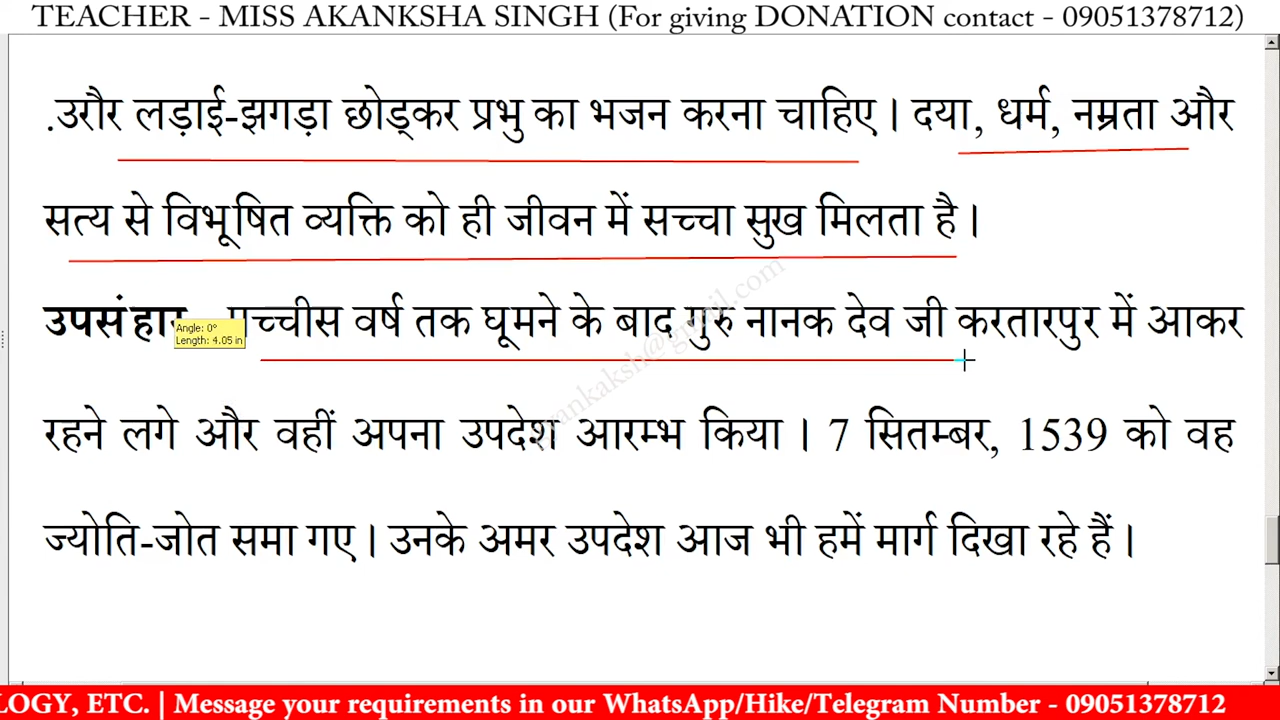 TEACHER - MISS AKANKSHA SINGH (For giving DONATION contact - 09051378712)
.उरौर लड़ाई-झगड़ा छोड़्कर प्रभु का भजन करना चाहिए। दया, धर्म, नम्रता और
सत्य से विभूषित व्यक्ति को ही जीवन में सच्चा सुख मिलता है।
उपसंहार वर्ष तक घूमने के बाद गुरु नानक देव जी करतारपुर में आकर
Angle: 0°
Length: 4.05 in
रहने लगे और वहीं अपना उपदेश आरम्भ किया। 7 सितम्बर, 1539 को वह
ज्योति-जोत समा गए। उनके अमर उपदेश आज भी हमें मार्ग दिखा रहे हैं।
LOGY, ETC. | Message your requirements in our WhatsApp/Hike/Telegram Number - 09051378712